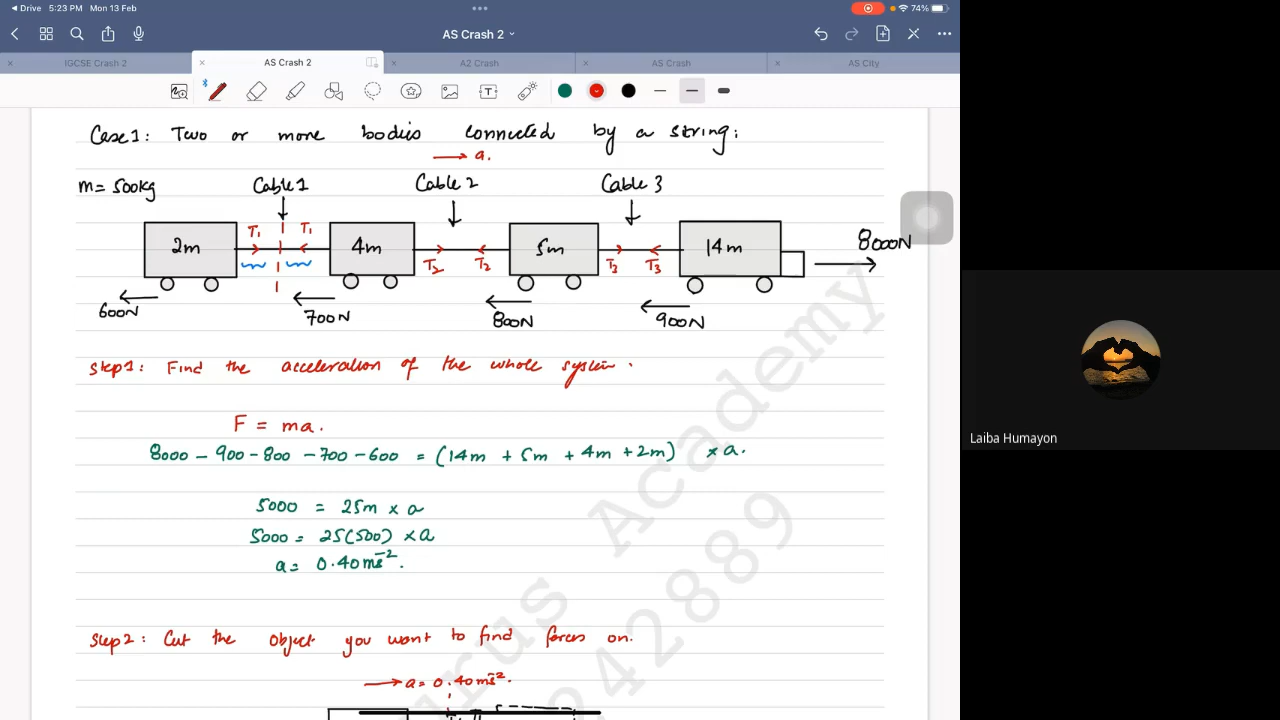 Drive 5:23 PM Mon 13 Feb 74%
AS Crash 2
IGCSE Crash 2 AS Crash 2 A2 Crash AS Crash AS City
Case 1: Two or more bodies connected by a string:
a.
m = 500kg Cable 1 Cable 2 Cable 3
8000N
2m T₁ T₁ 4m T₂ T₂ 5m T₃ T₃ 14m
600N 700N 800N 900N
Step 1: Find the acceleration of the whole system.
F = ma.
8000 - 900 - 800 - 700 - 600 = (14m + 5m + 4m + 2m) × a.
5000 = 25m × a
5000 = 25(500) × a
a = 0.40ms⁻².
Step 2: Cut the object you want to find forces on.
a = 0.40ms⁻².
Academy
242889
Laiba Humayon